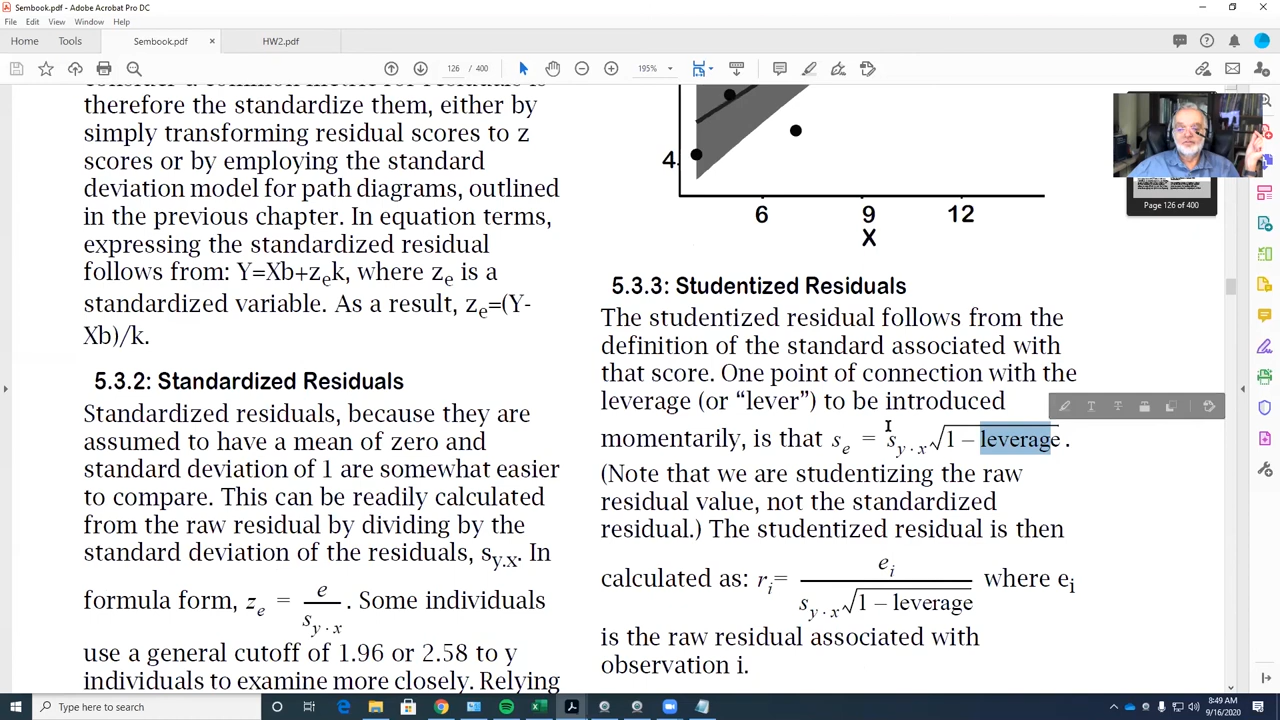 Sembook.pdf - Adobe Acrobat Pro DC
File Edit View Window Help
Home Tools Sembook.pdf × HW2.pdf
126 / 400 195%
therefore the standardize them, either by
simply transforming residual scores to z
scores or by employing the standard
deviation model for path diagrams, outlined
in the previous chapter. In equation terms,
expressing the standardized residual
follows from: Y=Xb+zek, where ze is a
standardized variable. As a result, ze=(Y-
Xb)/k.
5.3.2: Standardized Residuals
Standardized residuals, because they are
assumed to have a mean of zero and
standard deviation of 1 are somewhat easier
to compare. This can be readily calculated
from the raw residual by dividing by the
standard deviation of the residuals, sy.x. In
formula form, ze = e / sy·x. Some individuals
use a general cutoff of 1.96 or 2.58 to y
individuals to examine more closely. Relying
4
6 9 12
X
5.3.3: Studentized Residuals
The studentized residual follows from the
definition of the standard associated with
that score. One point of connection with the
leverage (or “lever”) to be introduced
momentarily, is that se = sy·x√1 – leverage.
(Note that we are studentizing the raw
residual value, not the standardized
residual.) The studentized residual is then
calculated as: ri= ei / sy·x√1 – leverage where ei
is the raw residual associated with
observation i.
Page 126 of 400
Type here to search
8:49 AM
9/16/2020